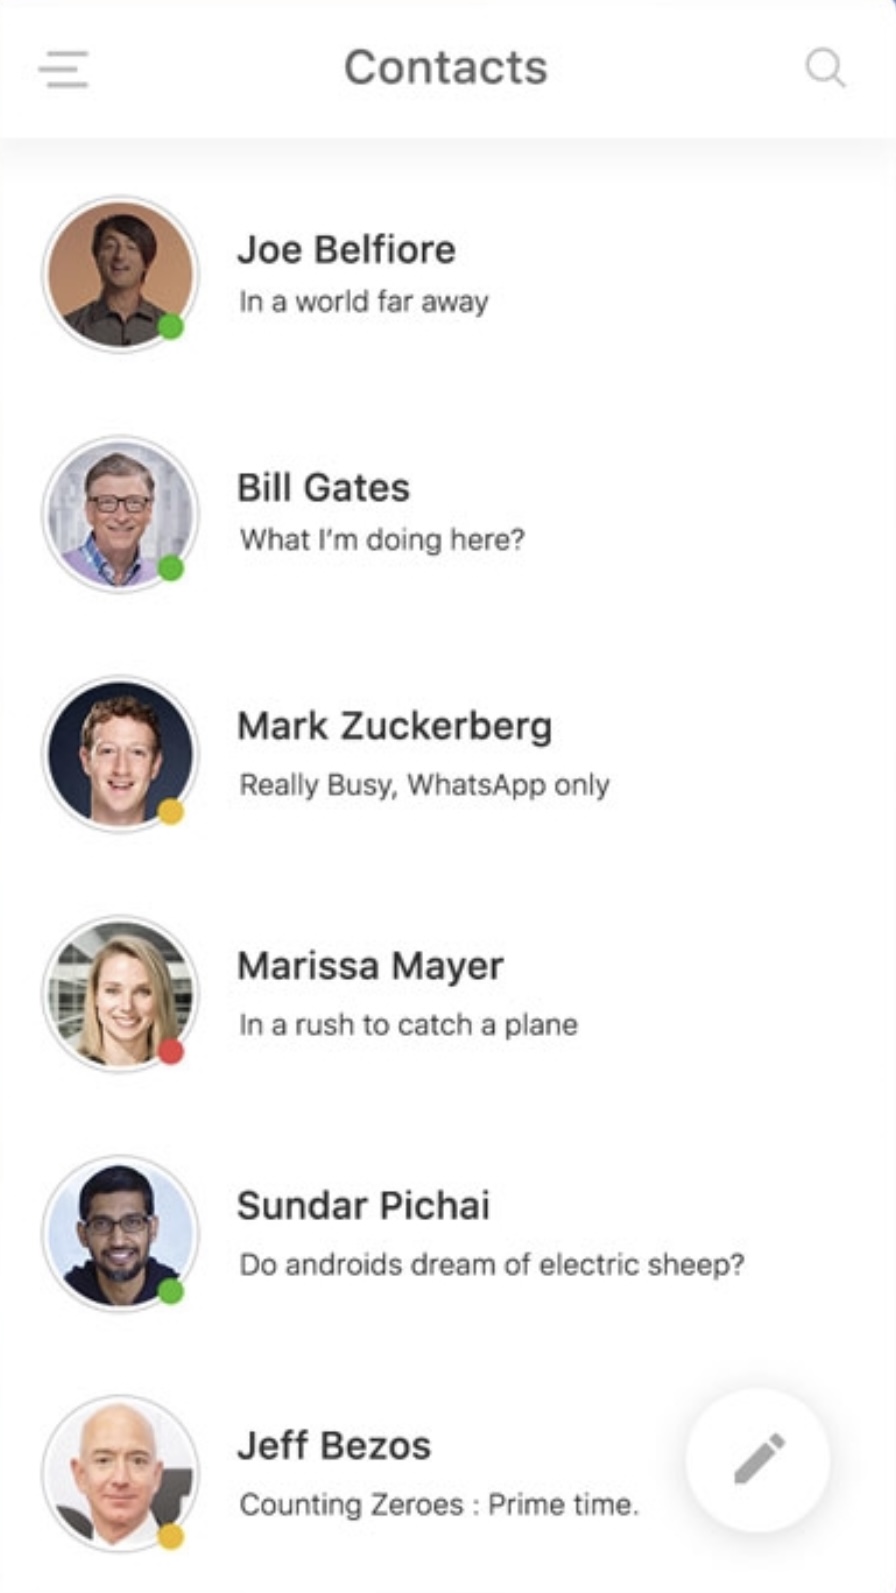 Contacts
Joe Belfiore
In a world far away
Bill Gates
What I’m doing here?
Mark Zuckerberg
Really Busy, WhatsApp only
Marissa Mayer
In a rush to catch a plane
Sundar Pichai
Do androids dream of electric sheep?
Jeff Bezos
Counting Zeroes : Prime time.